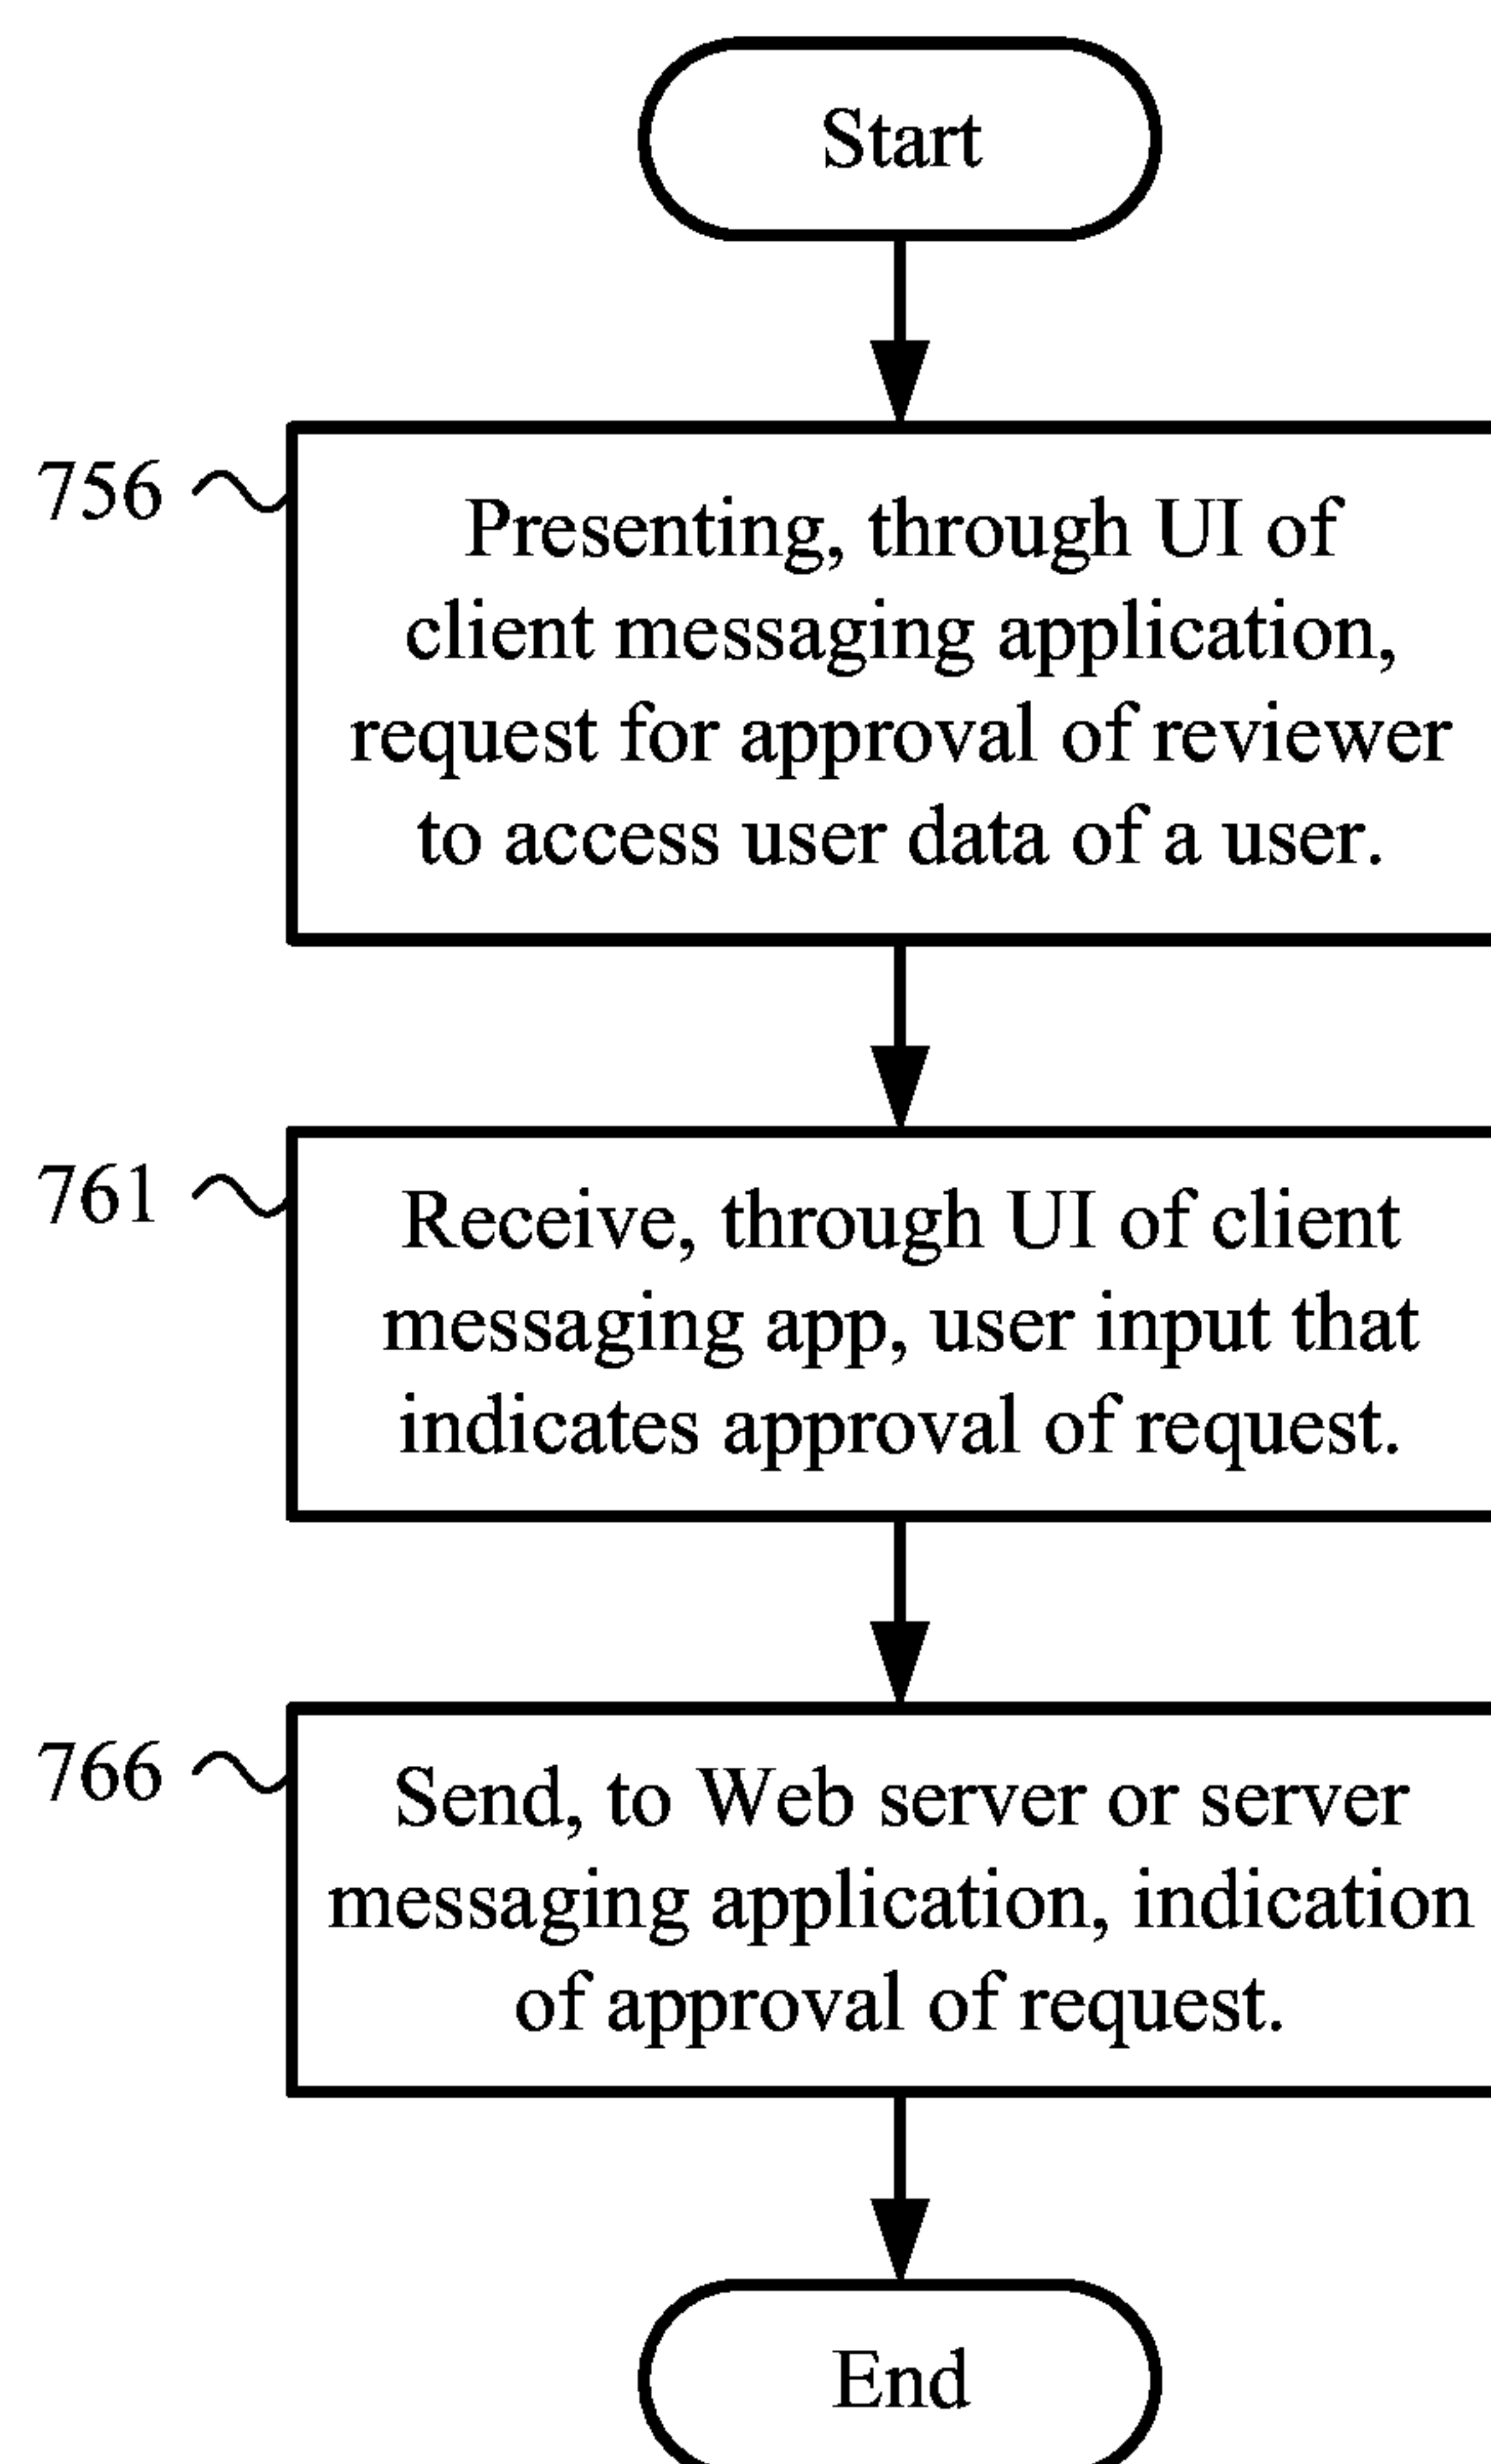 Start
756
Presenting, through UI of
client messaging application,
request for approval of reviewer
to access user data of a user.
761
Receive, through UI of client
messaging app, user input that
indicates approval of request.
766
Send, to Web server or server
messaging application, indication
of approval of request.
End